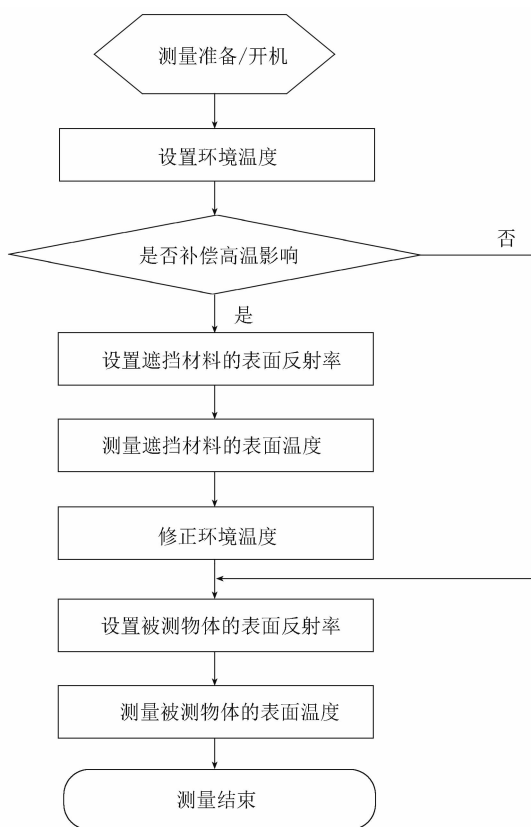 测量准备/开机
设置环境温度
是否补偿高温影响
否
是
设置遮挡材料的表面反射率
测量遮挡材料的表面温度
修正环境温度
设置被测物体的表面反射率
测量被测物体的表面温度
测量结束